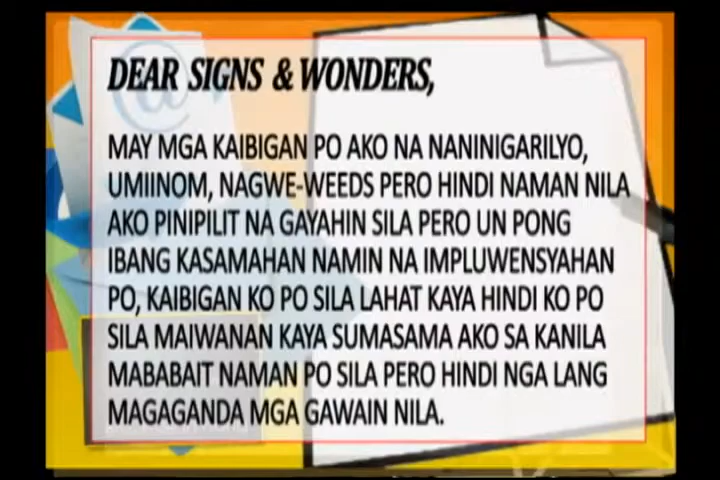 DEAR SIGNS & WONDERS,
MAY MGA KAIBIGAN PO AKO NA NANINIGARILYO,
UMIINOM, NAGWE-WEEDS PERO HINDI NAMAN NILA
AKO PINIPILIT NA GAYAHIN SILA PERO UN PONG
IBANG KASAMAHAN NAMIN NA IMPLUWENSYAHAN
PO, KAIBIGAN KO PO SILA LAHAT KAYA HINDI KO PO
SILA MAIWANAN KAYA SUMASAMA AKO SA KANILA
MABABAIT NAMAN PO SILA PERO HINDI NGA LANG
MAGAGANDA MGA GAWAIN NILA.